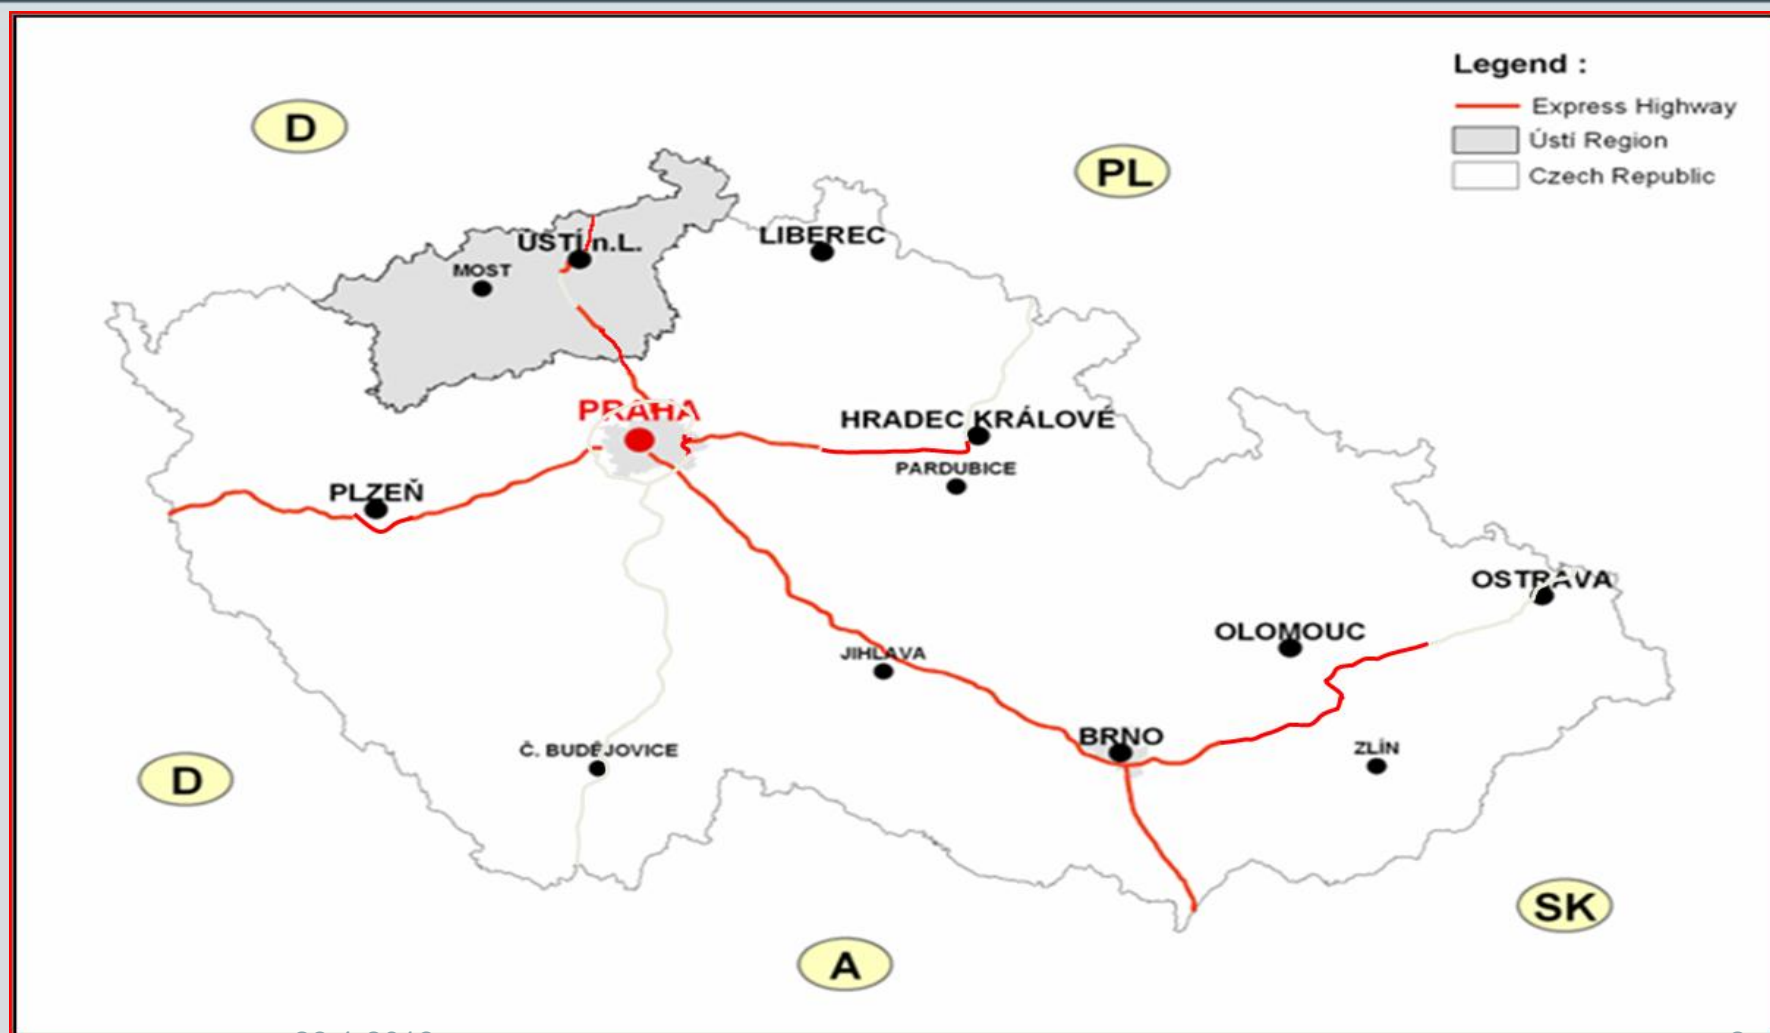 Legend :
Express Highway
Ústí Region
Czech Republic
D
PL
ÚSTÍ n.L.
LIBEREC
MOST
PRAHA
HRADEC KRÁLOVÉ
PARDUBICE
PLZEŇ
OSTRAVA
OLOMOUC
JIHLAVA
BRNO
Č. BUDĚJOVICE
ZLÍN
D
SK
A